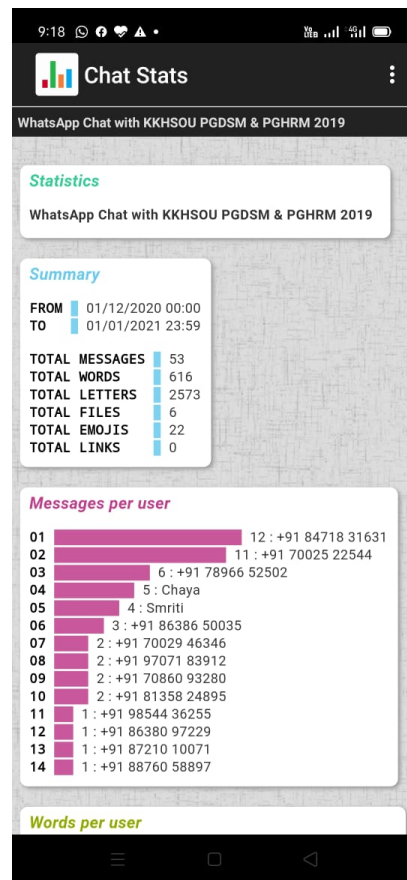 9:18
4G
Chat Stats
WhatsApp Chat with KKHSOU PGDSM & PGHRM 2019
Statistics
WhatsApp Chat with KKHSOU PGDSM & PGHRM 2019
Summary
FROM 01/12/2020 00:00
TO 01/01/2021 23:59
TOTAL MESSAGES 53
TOTAL WORDS 616
TOTAL LETTERS 2573
TOTAL FILES 6
TOTAL EMOJIS 22
TOTAL LINKS 0
Messages per user
01 12 : +91 84718 31631
02 11 : +91 70025 22544
03 6 : +91 78966 52502
04 5 : Chaya
05 4 : Smriti
06 3 : +91 86386 50035
07 2 : +91 70029 46346
08 2 : +91 97071 83912
09 2 : +91 70860 93280
10 2 : +91 81358 24895
11 1 : +91 98544 36255
12 1 : +91 86380 97229
13 1 : +91 87210 10071
14 1 : +91 88760 58897
Words per user